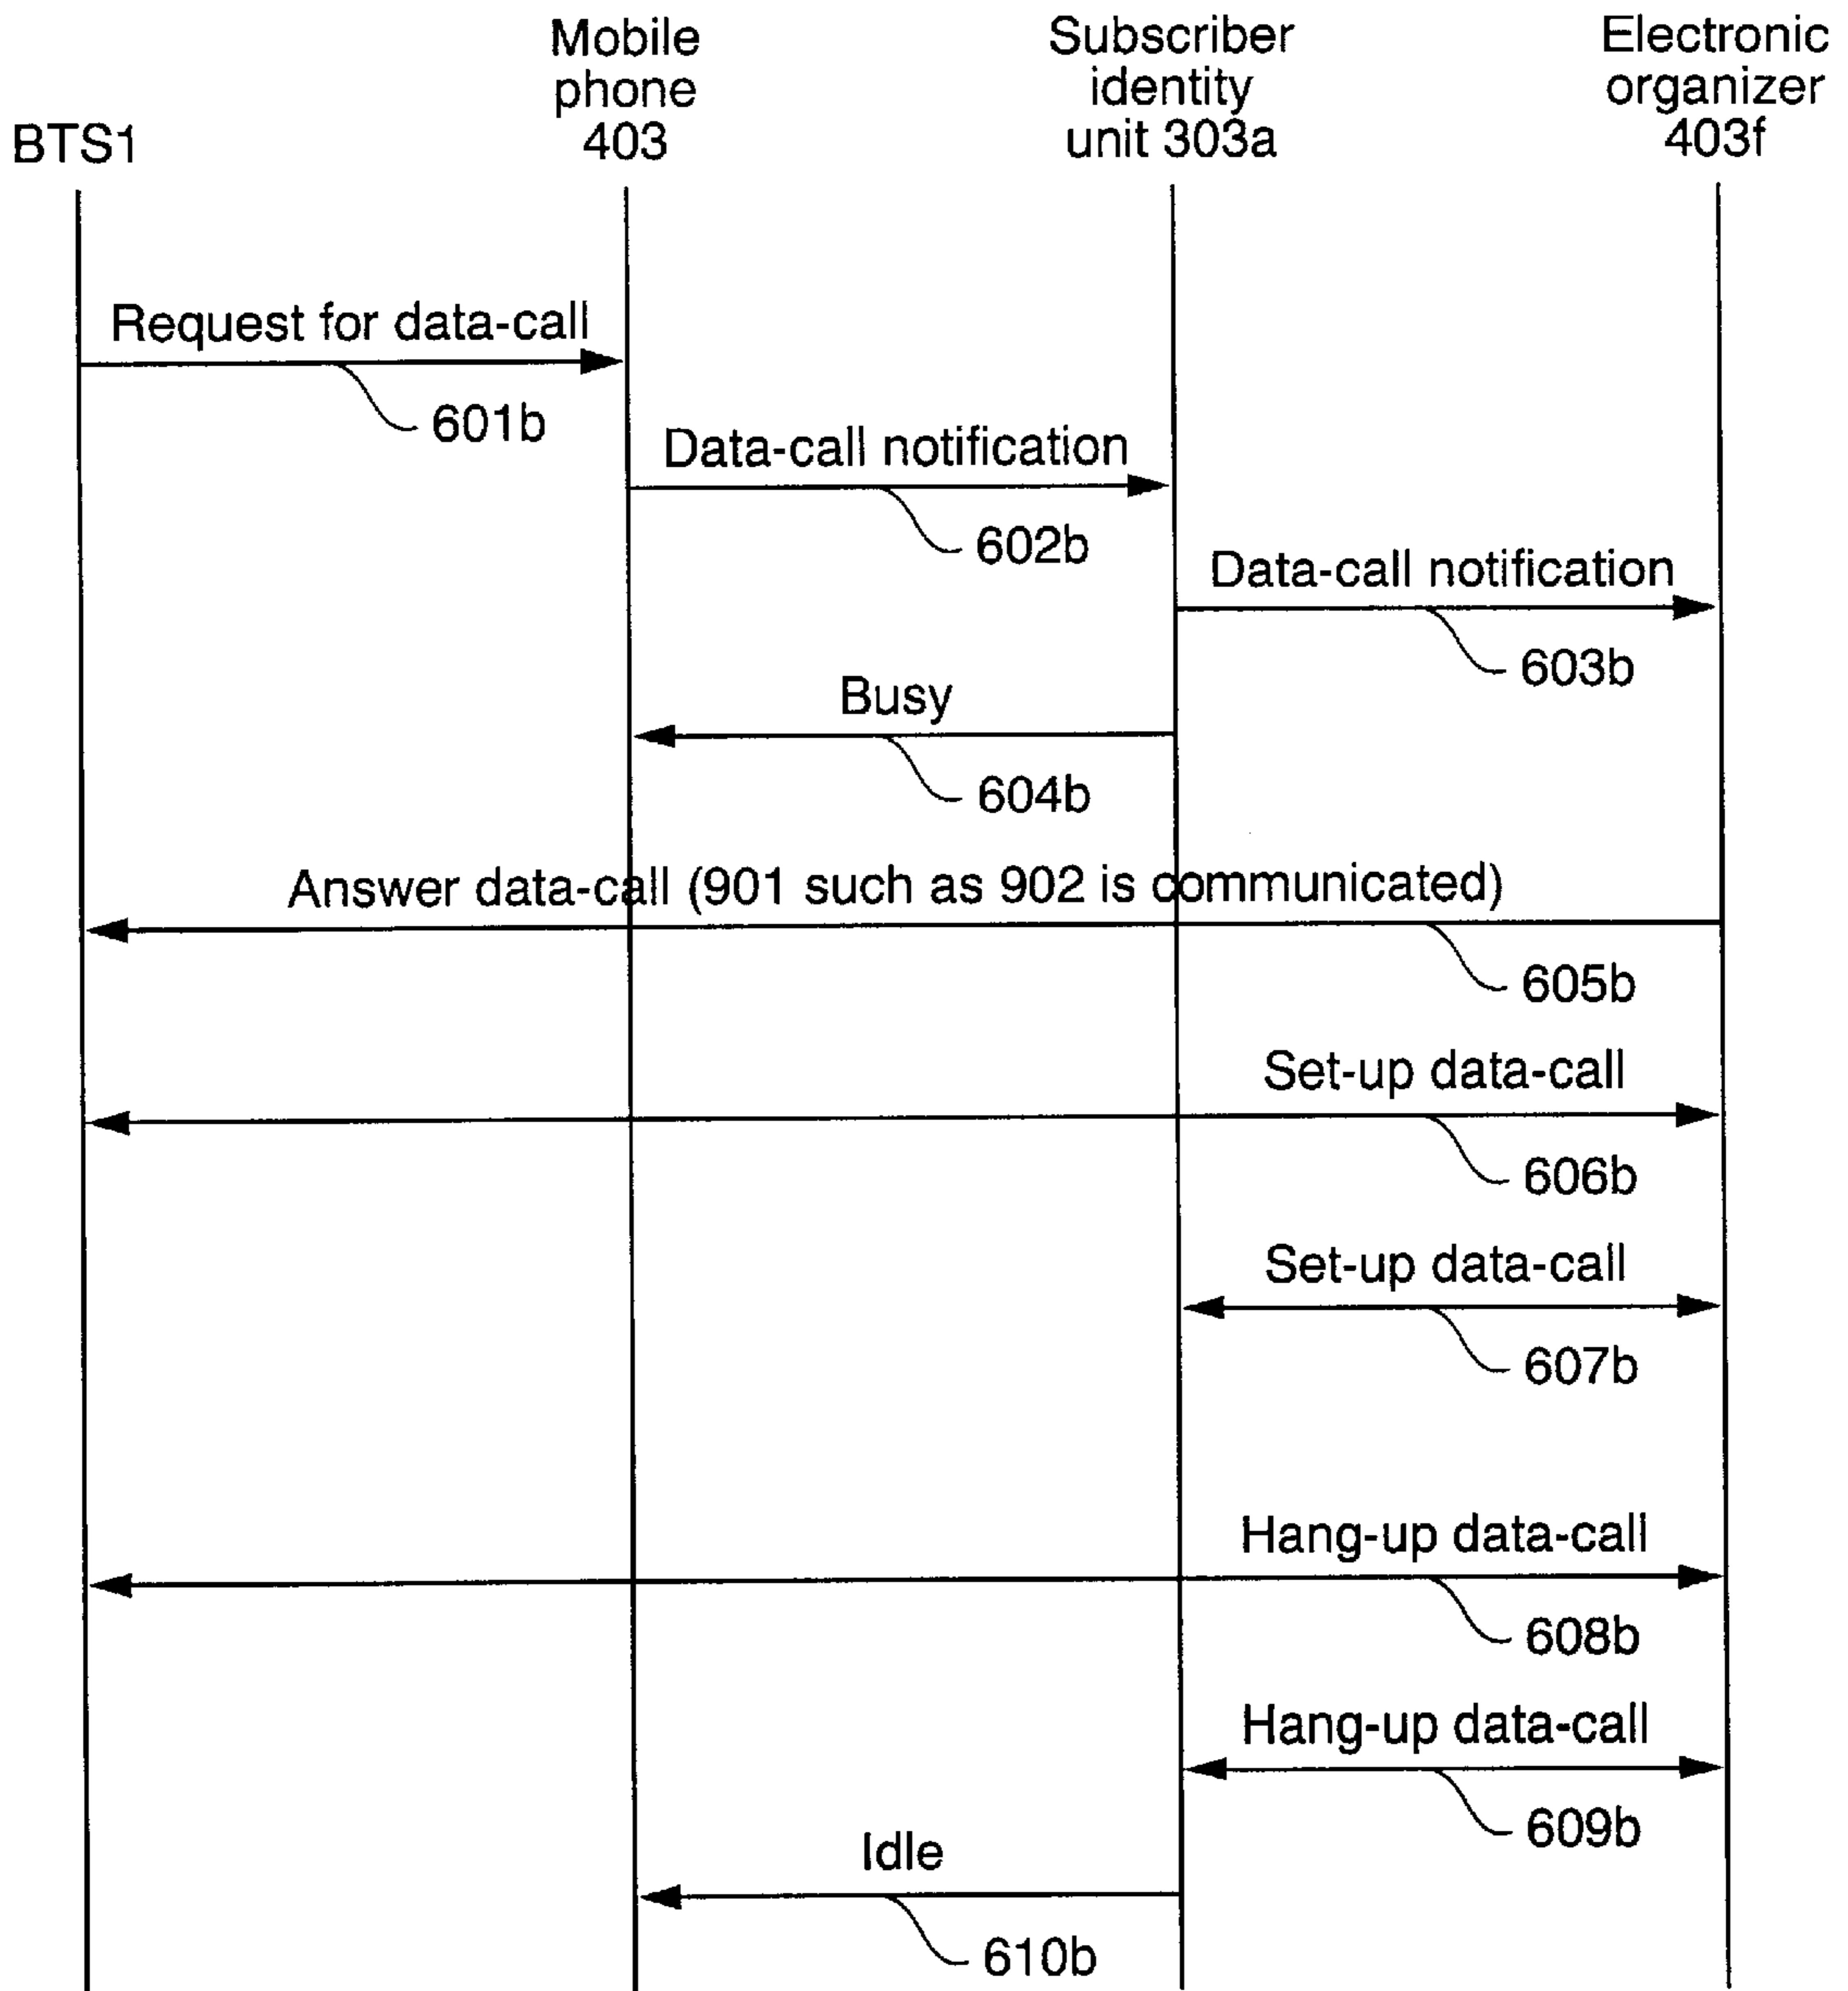 BTS1
Mobile
phone
403
Subscriber
identity
unit 303a
Electronic
organizer
403f
Request for data-call
601b
Data-call notification
602b
Data-call notification
603b
Busy
604b
Answer data-call (901 such as 902 is communicated)
605b
Set-up data-call
606b
Set-up data-call
607b
Hang-up data-call
608b
Hang-up data-call
609b
Idle
610b